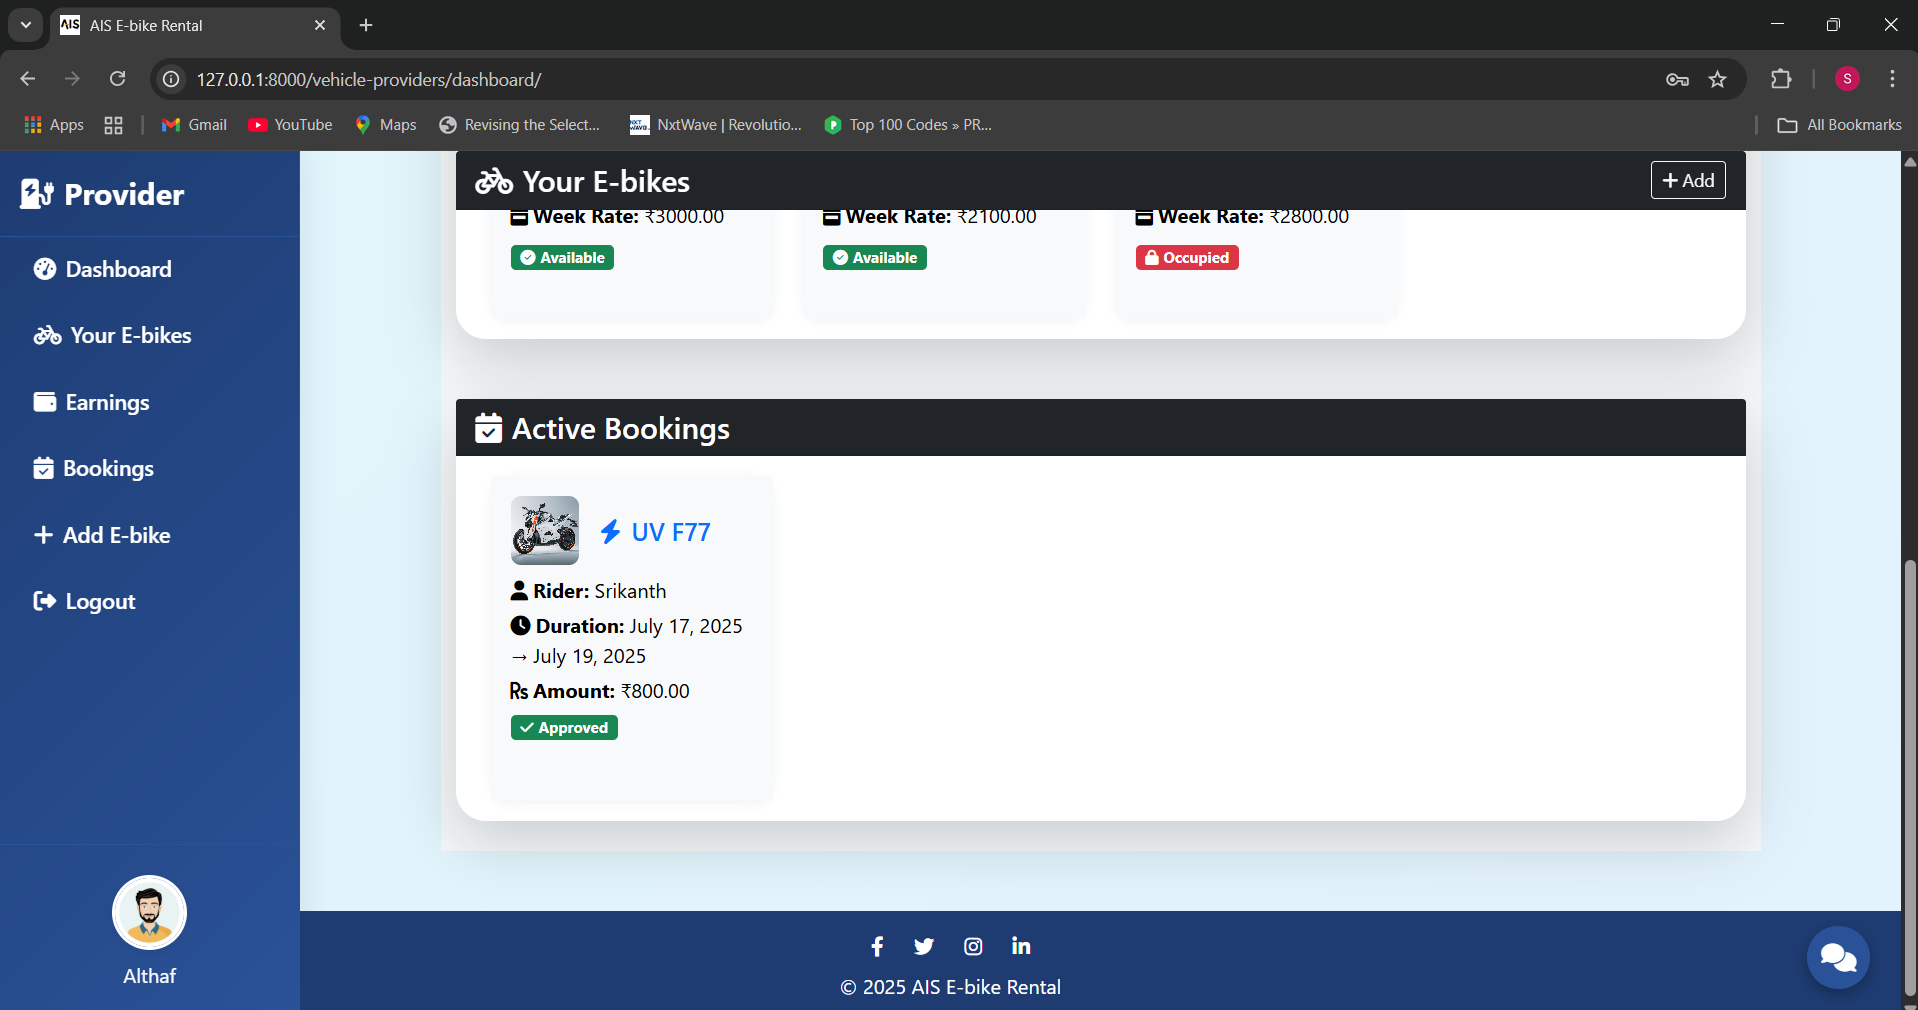 AIS AIS E-bike Rental
127.0.0.1:8000/vehicle-providers/dashboard/
S
Apps
Gmail
YouTube
Maps
Revising the Select...
NXT WAVE NxtWave | Revolutio...
Top 100 Codes » PR...
All Bookmarks
Provider
Dashboard
Your E-bikes
Earnings
Bookings
Add E-bike
Logout
Althaf
Your E-bikes
+ Add
Week Rate: ₹3000.00
Available
Week Rate: ₹2100.00
Available
Week Rate: ₹2800.00
Occupied
Active Bookings
UV F77
Rider: Srikanth
Duration: July 17, 2025
→ July 19, 2025
Rs Amount: ₹800.00
Approved
© 2025 AIS E-bike Rental